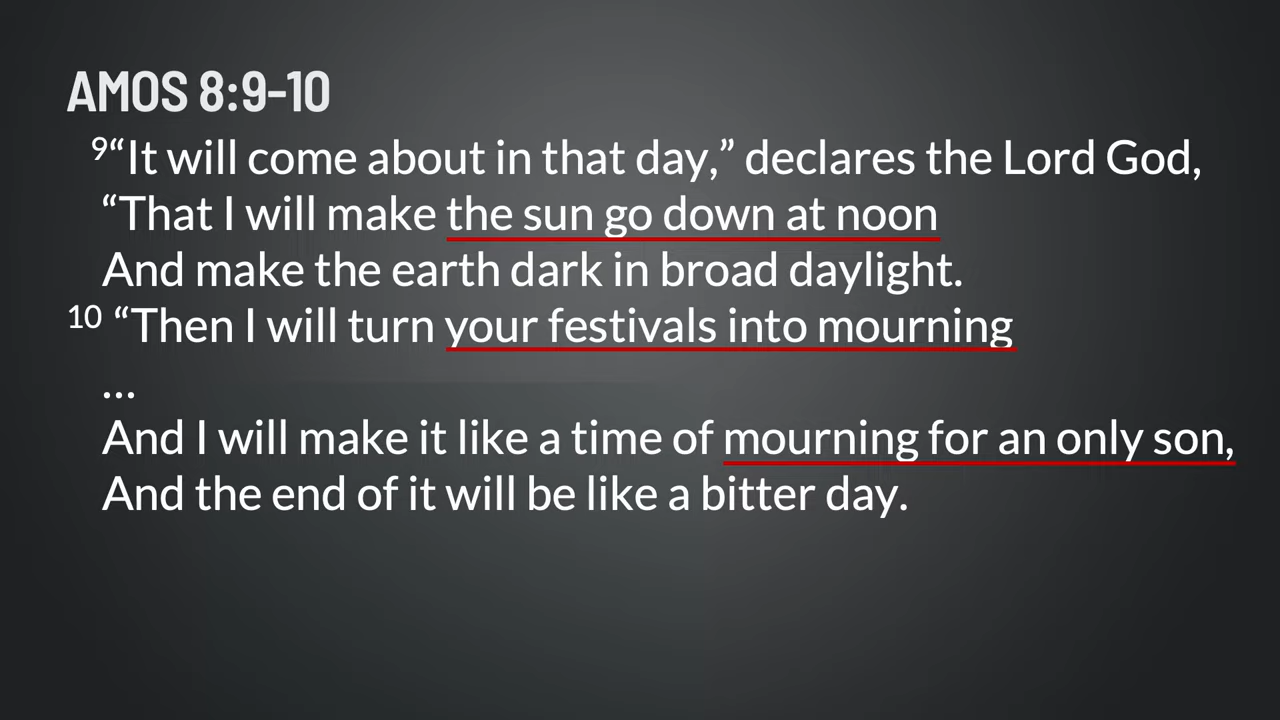 AMOS 8:9–10
9“It will come about in that day,” declares the Lord God,
“That I will make the sun go down at noon
And make the earth dark in broad daylight.
10 “Then I will turn your festivals into mourning
...
And I will make it like a time of mourning for an only son,
And the end of it will be like a bitter day.